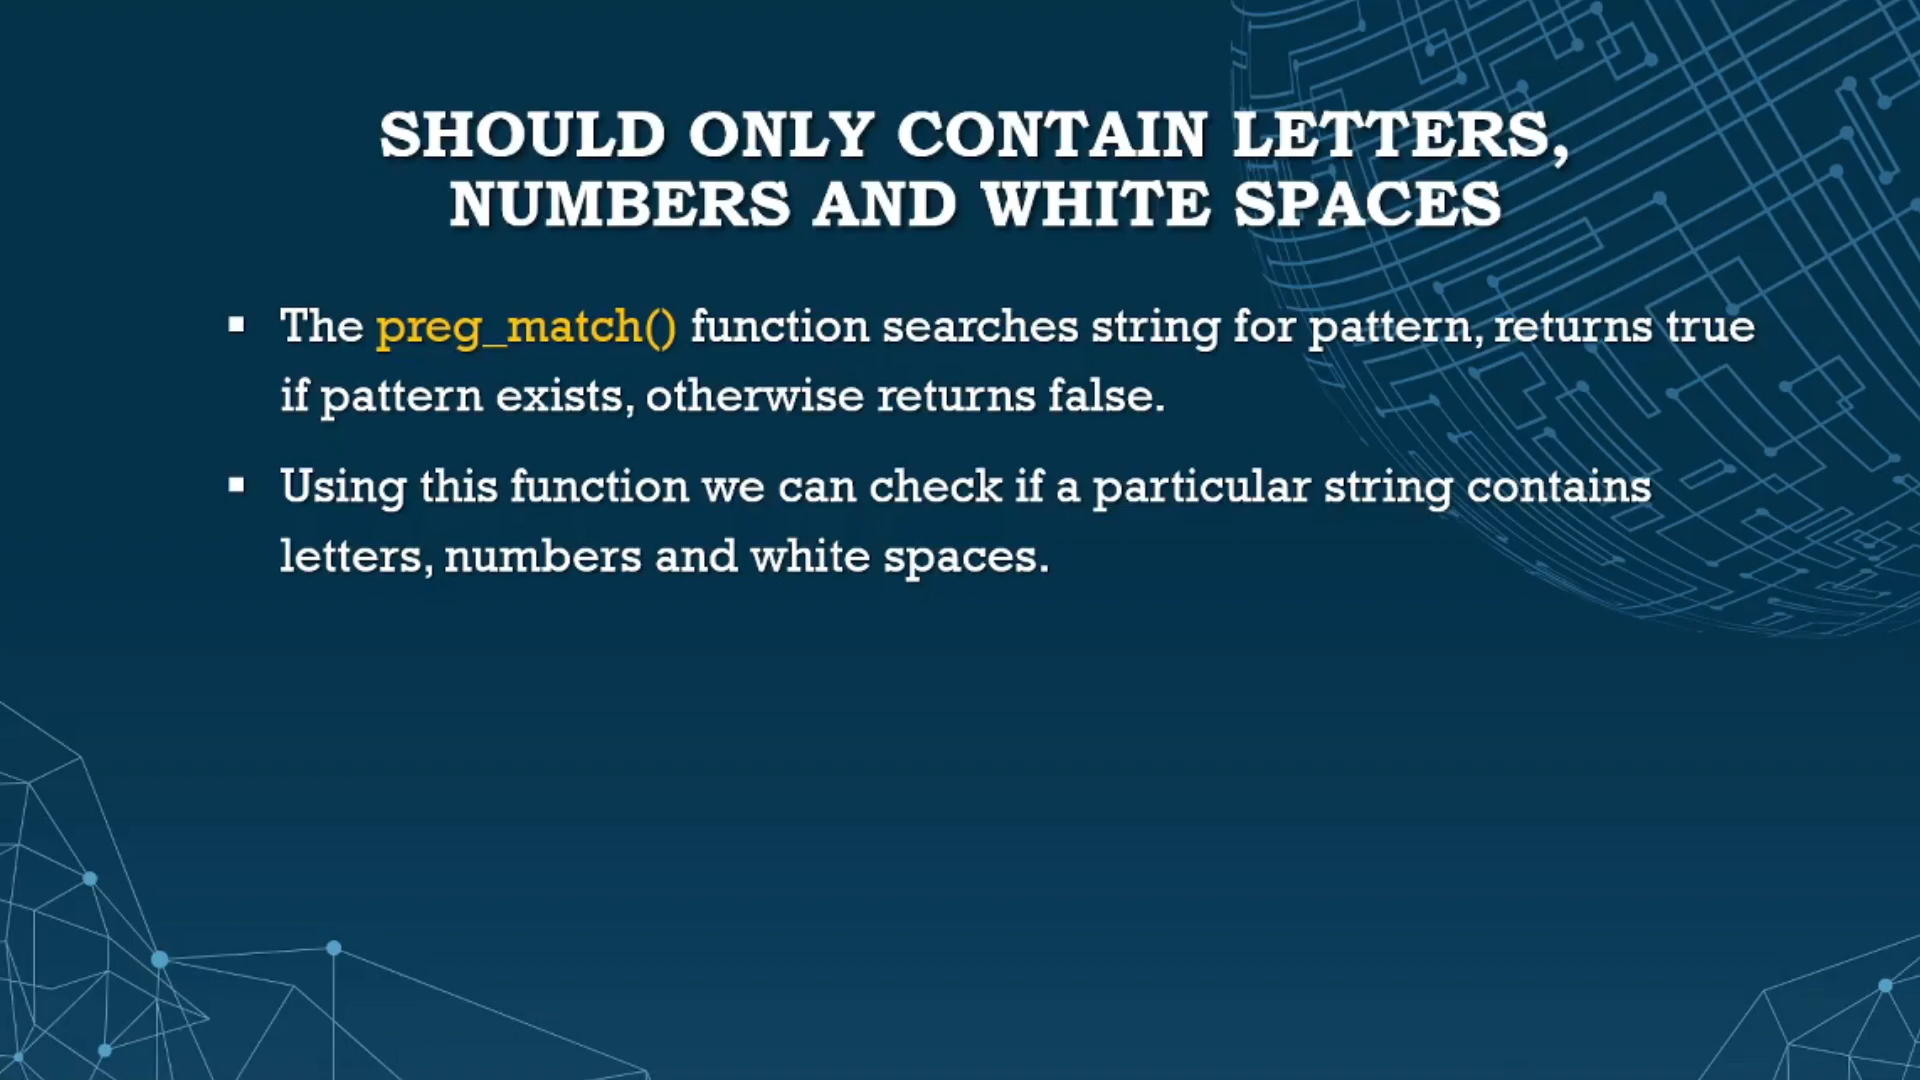 SHOULD ONLY CONTAIN LETTERS,
NUMBERS AND WHITE SPACES
▪ The preg_match() function searches string for pattern, returns true
if pattern exists, otherwise returns false.
▪ Using this function we can check if a particular string contains
letters, numbers and white spaces.